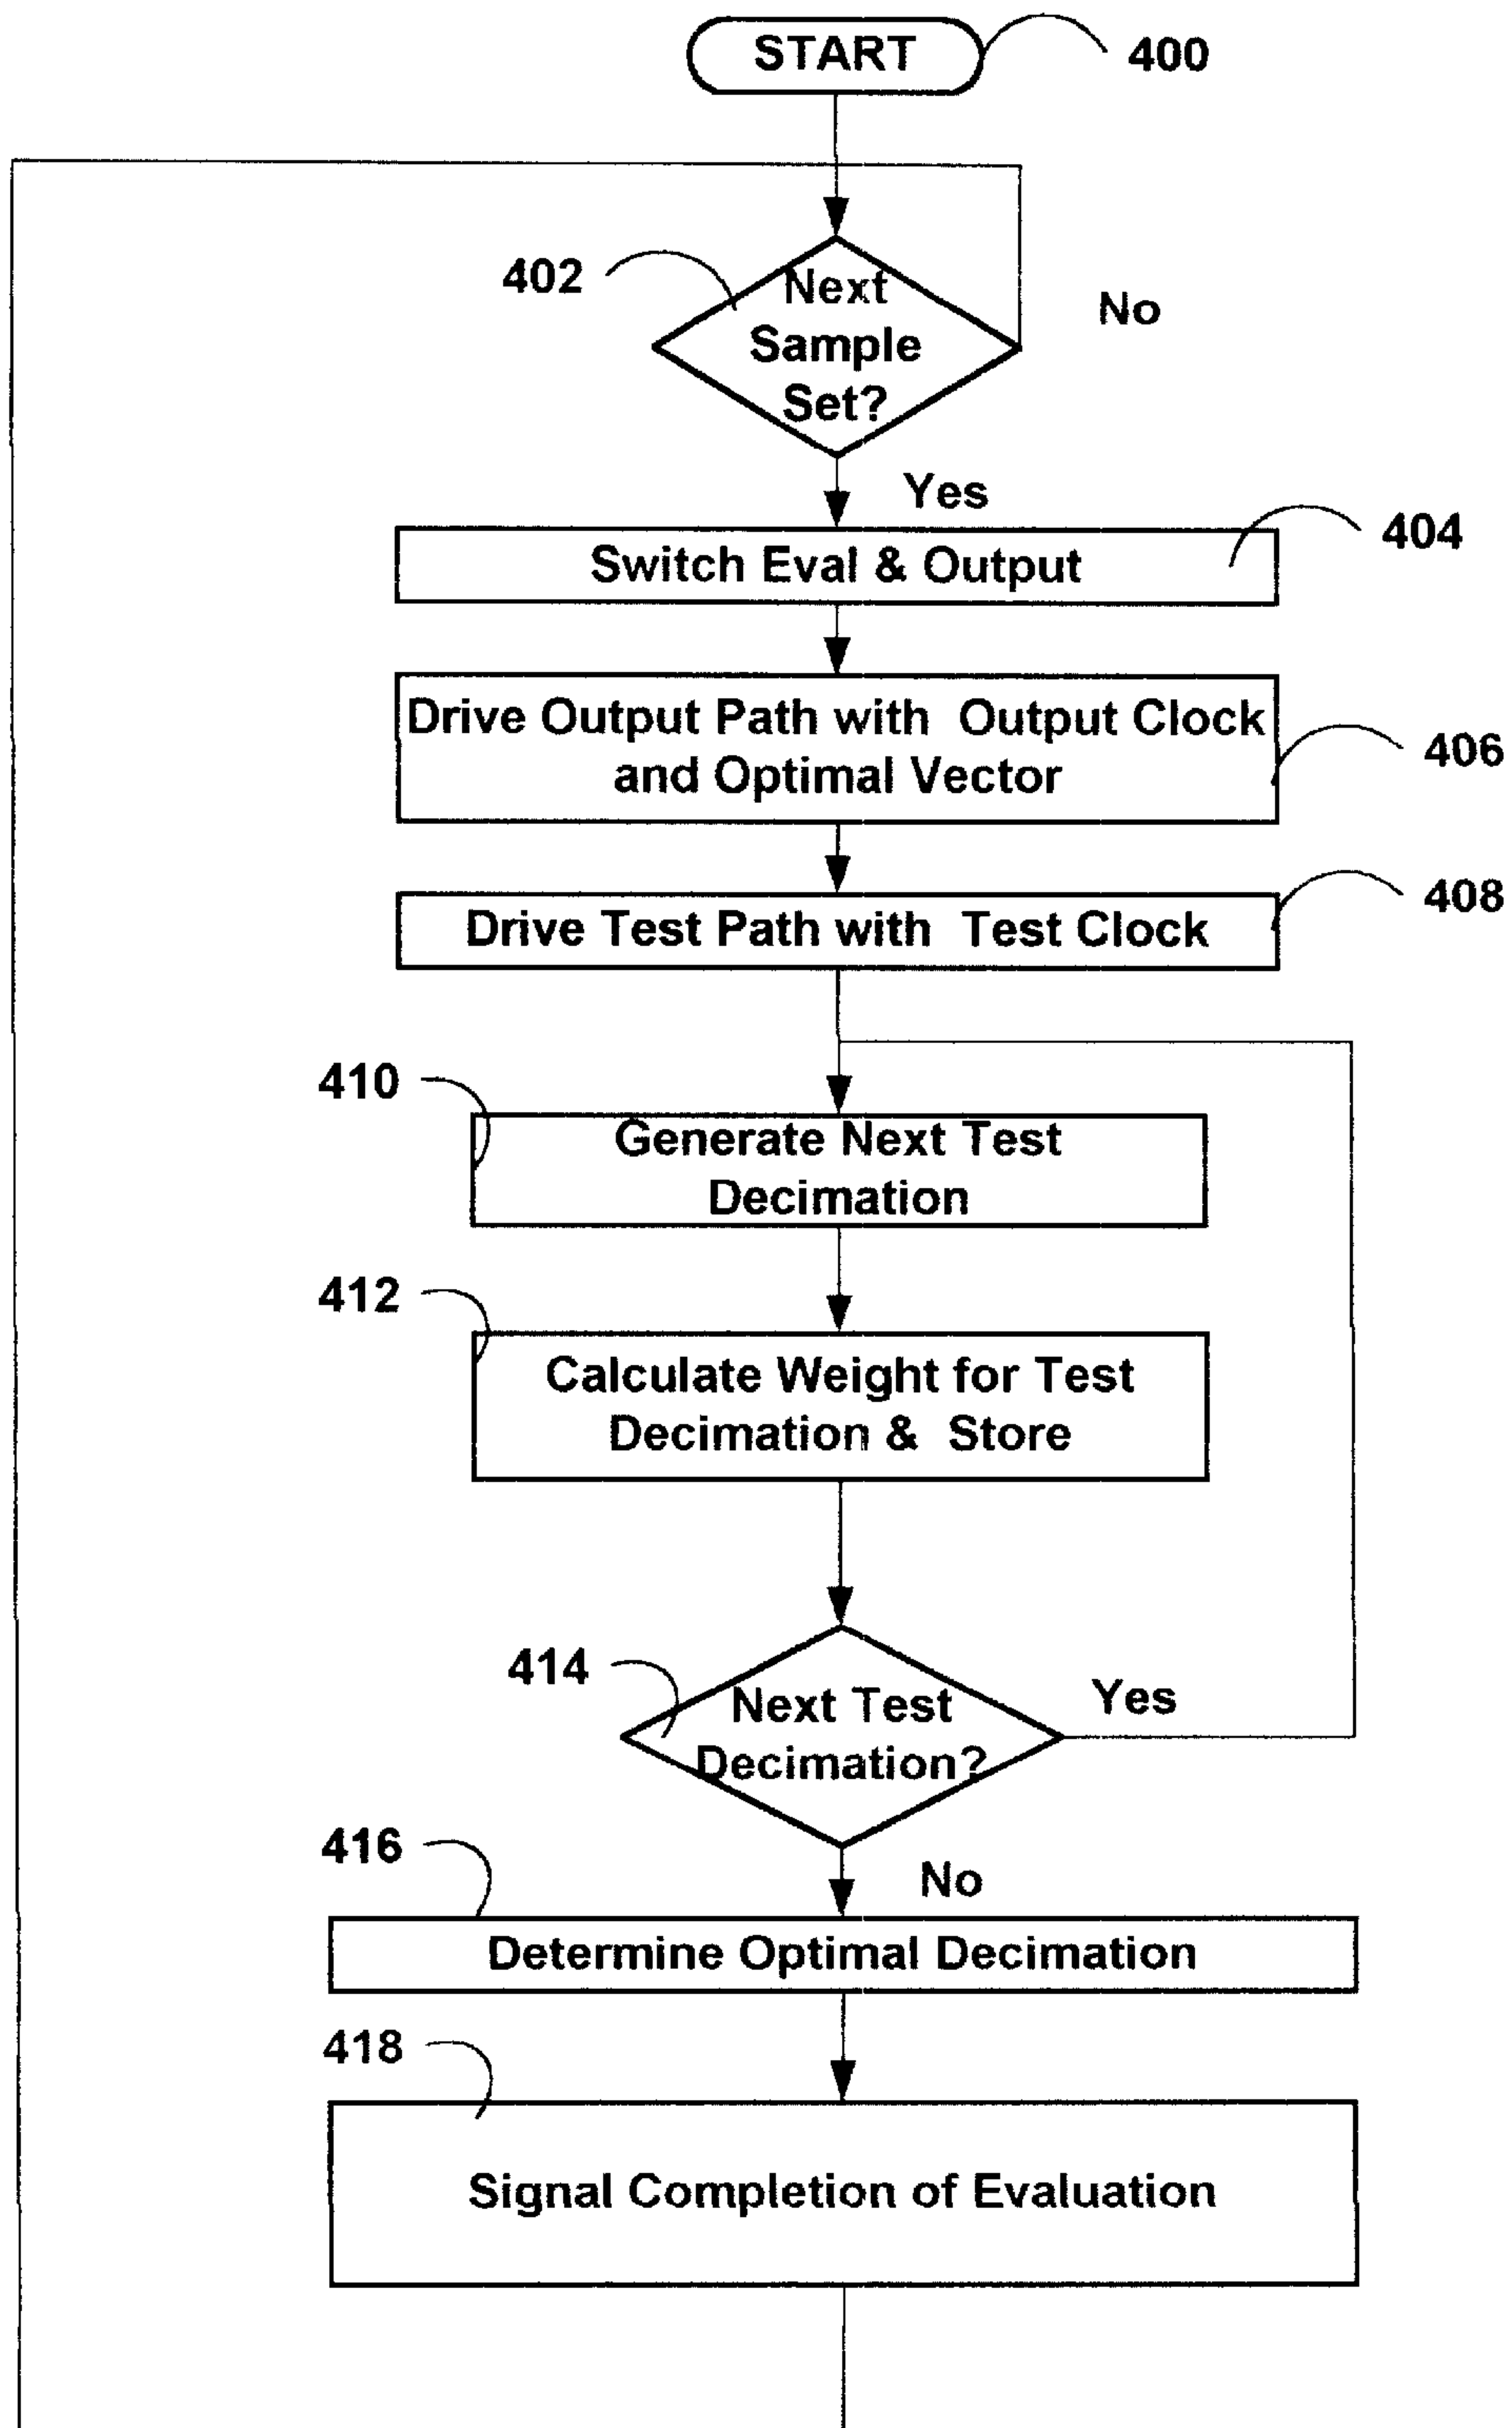 START
400
402
Next
Sample
Set?
No
Yes
404
Switch Eval & Output
Drive Output Path with Output Clock
and Optimal Vector
406
408
Drive Test Path with Test Clock
410
Generate Next Test
Decimation
412
Calculate Weight for Test
Decimation & Store
414
Next Test
Decimation?
Yes
416
No
Determine Optimal Decimation
418
Signal Completion of Evaluation